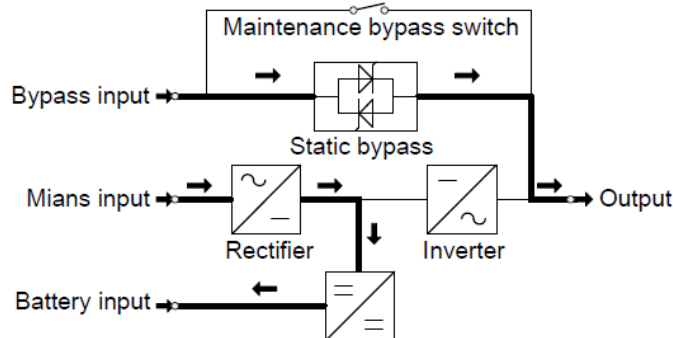 Maintenance bypass switch
Bypass input
Static bypass
Mians input
Output
Rectifier
Inverter
Battery input